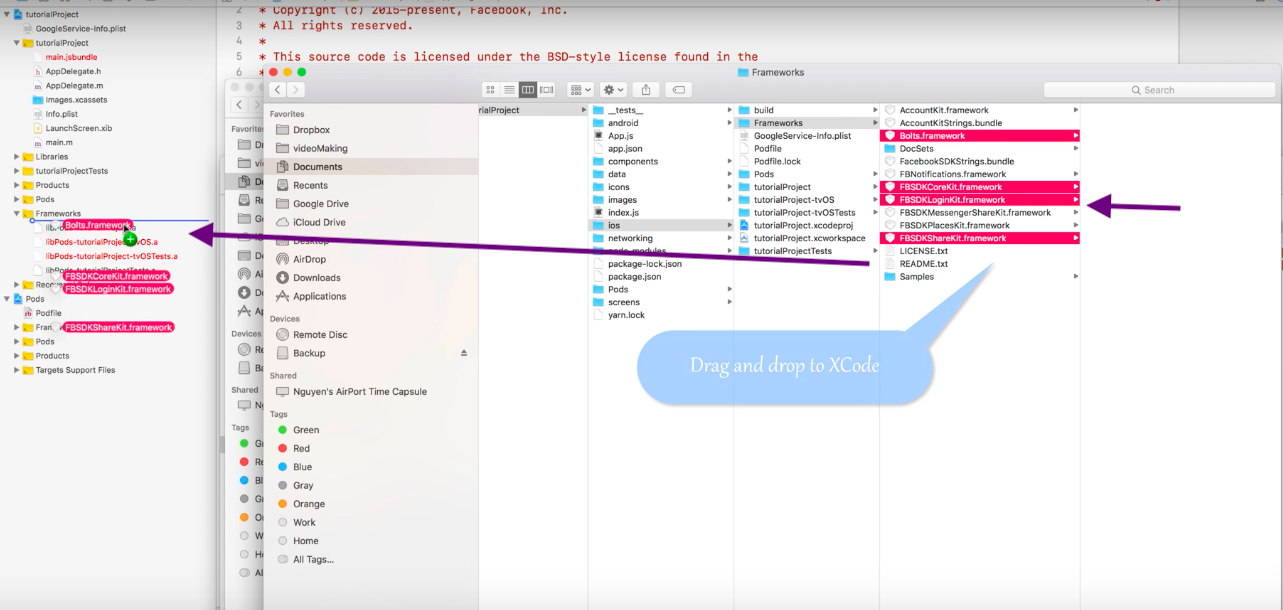 tutorialProject
GoogleService-Info.plist
tutorialProject
main.jsbundle
AppDelegate.h
AppDelegate.m
Images.xcassets
Info.plist
LaunchScreen.xib
main.m
Libraries
tutorialProjectTests
Products
Pods
Frameworks
Bolts.framework
libPods-tutorialProject-tvOS.a
libPods-tutorialProject-tvOSTests.a
libPods-tutorialProjectTests.a
FBSDKCoreKit.framework
FBSDKLoginKit.framework
Pods
Podfile
FBSDKShareKit.framework
Pods
Products
Targets Support Files
2 * Copyright (c) 2015-present, Facebook, Inc.
3 * All rights reserved.
4 *
5 * This source code is licensed under the BSD-style license found in the
6
Favorites
Devices
Shared
Tags
Frameworks
Search
Favorites
Dropbox
videoMaking
Documents
Recents
Google Drive
iCloud Drive
Desktop
AirDrop
Downloads
Applications
Devices
Remote Disc
Backup
Shared
Nguyen's AirPort Time Capsule
Tags
Green
Red
Blue
Gray
Orange
Work
Home
All Tags...
rialProject
__tests__
android
App.js
app.json
components
data
icons
images
index.js
ios
networking
node_modules
package-lock.json
package.json
Pods
screens
yarn.lock
build
Frameworks
GoogleService-Info.plist
Podfile
Podfile.lock
Pods
tutorialProject
tutorialProject-tvOS
tutorialProject-tvOSTests
tutorialProject.xcodeproj
tutorialProject.xcworkspace
tutorialProjectTests
AccountKit.framework
AccountKitStrings.bundle
Bolts.framework
DocSets
FacebookSDKStrings.bundle
FBNotifications.framework
FBSDKCoreKit.framework
FBSDKLoginKit.framework
FBSDKMessengerShareKit.framework
FBSDKPlacesKit.framework
FBSDKShareKit.framework
LICENSE.txt
README.txt
Samples
Drag and drop to XCode